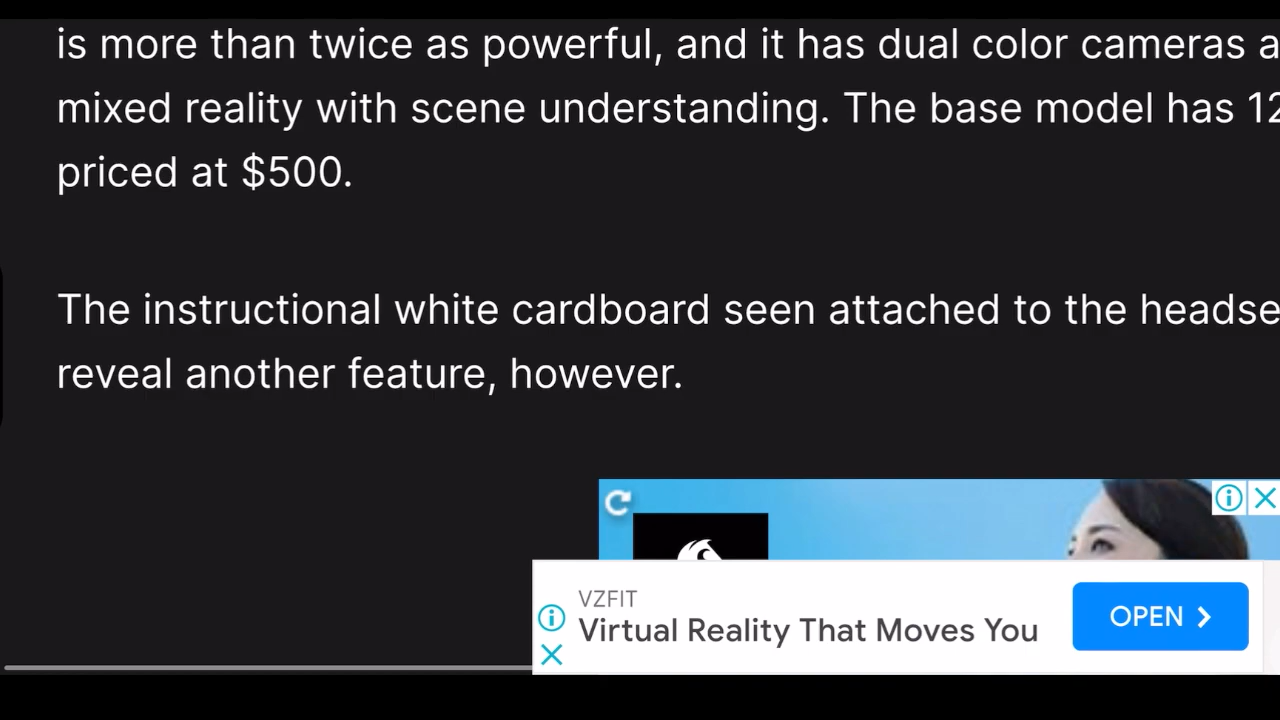 is more than twice as powerful, and it has dual color cameras a
mixed reality with scene understanding. The base model has 12
priced at $500.
The instructional white cardboard seen attached to the headse
reveal another feature, however.
VZFIT
Virtual Reality That Moves You
OPEN